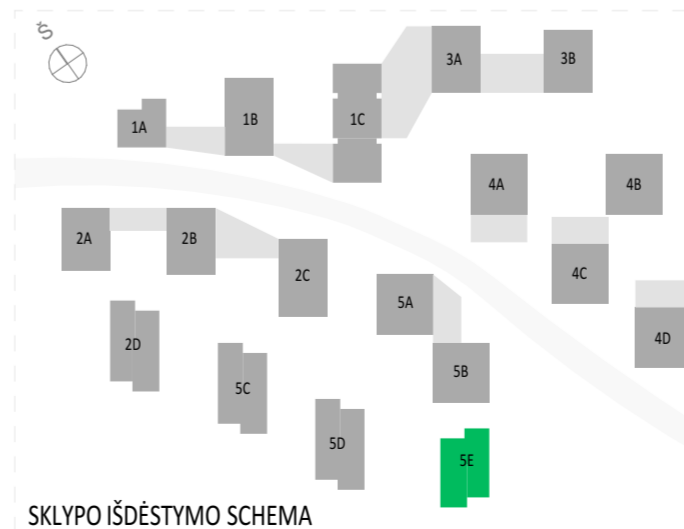 Š
3A
3B
1A
1B
1C
4A
4B
2A
2B
2C
4C
5A
4D
2D
5B
5C
5D
5E
SKLYPO IŠDĖSTYMO SCHEMA